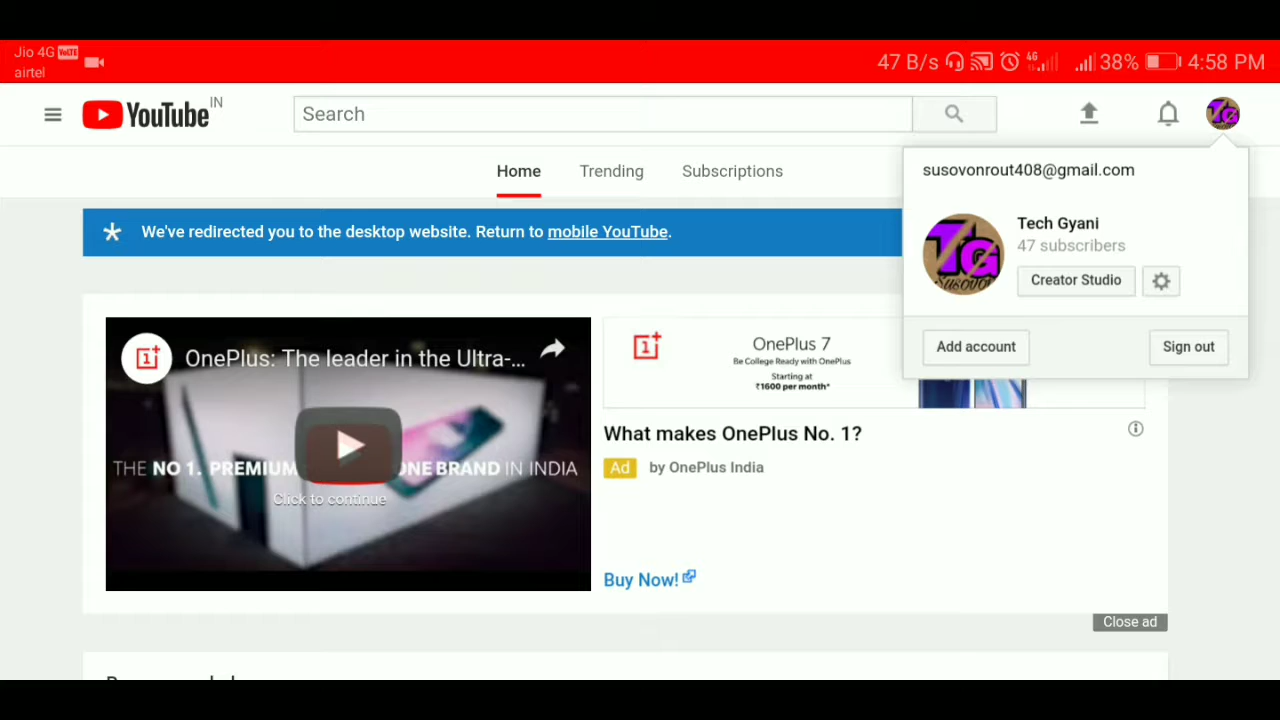 Jio 4G VoLTE
airtel
47 B/s 4G 38% 4:58 PM
YouTube IN
Search
Home Trending Subscriptions
We've redirected you to the desktop website. Return to mobile YouTube.
susovonrout408@gmail.com
Tech Gyani
47 subscribers
Creator Studio
TG
SUSOVON
Add account Sign out
OnePlus: The leader in the Ultra-...
THE NO 1. PREMIUM ONE BRAND IN INDIA
Click to continue
OnePlus 7
Be College Ready with OnePlus
Starting at
₹1600 per month*
What makes OnePlus No. 1?
Ad by OnePlus India
Buy Now!
Close ad